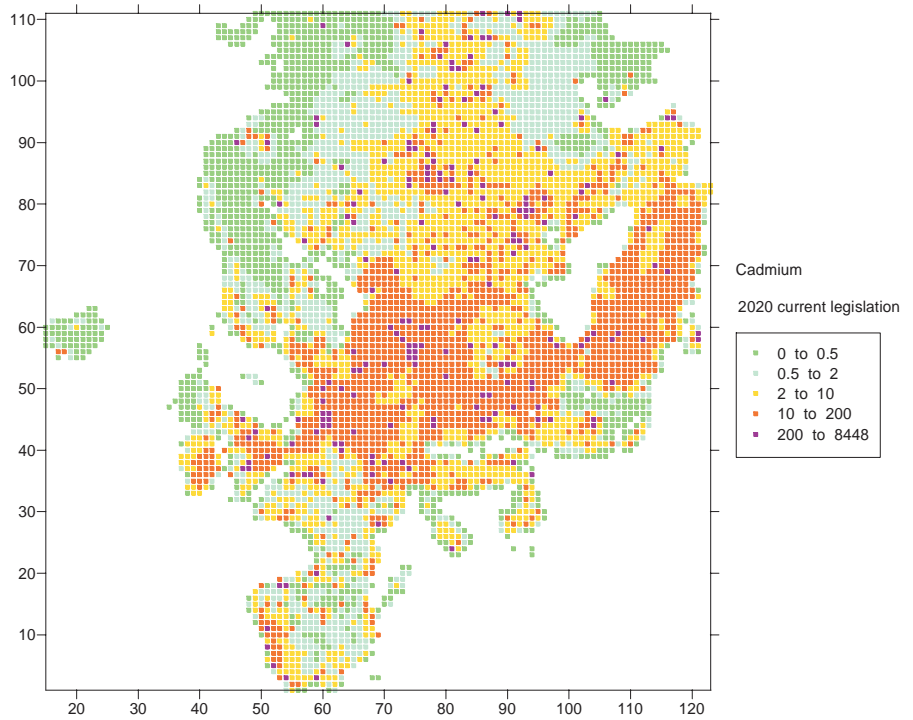 110
100
90
80
70
60
50
40
30
20
10
20 30 40 50 60 70 80 90 100 110 120
Cadmium
2020 current legislation
0 to 0.5
0.5 to 2
2 to 10
10 to 200
200 to 8448